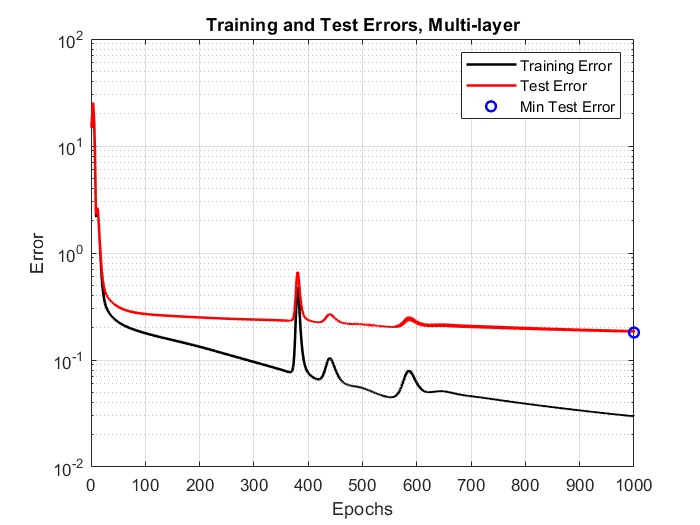 Training and Test Errors, Multi-layer
10^2
10^1
10^0
10^-1
10^-2
Error
Training Error
Test Error
Min Test Error
0 100 200 300 400 500 600 700 800 900 1000
Epochs